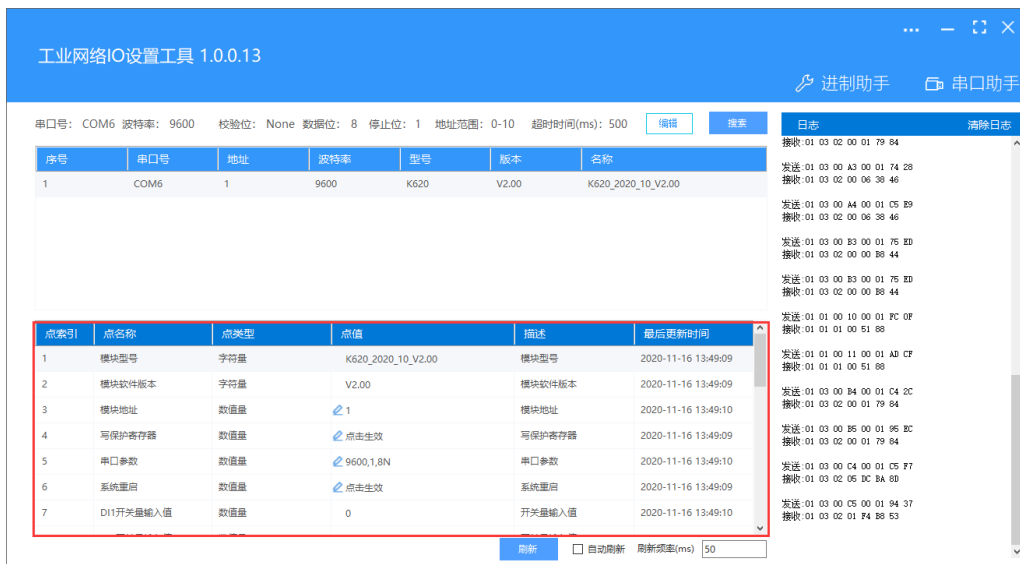 工业网络IO设置工具 1.0.0.13
进制助手 串口助手
串口号： COM6 波特率： 9600 校验位： None 数据位： 8 停止位： 1 地址范围：0-10 超时时间(ms)：500 编辑 搜索
序号 串口号 地址 波特率 型号 版本 名称
1 COM6 1 9600 K620 V2.00 K620_2020_10_V2.00
点索引 点名称 点类型 点值 描述 最后更新时间
1 模块型号 字符量 K620_2020_10_V2.00 模块型号 2020-11-16 13:49:09
2 模块软件版本 字符量 V2.00 模块软件版本 2020-11-16 13:49:09
3 模块地址 数值量 1 模块地址 2020-11-16 13:49:10
4 写保护寄存器 数值量 点击生效 写保护寄存器 2020-11-16 13:49:09
5 串口参数 数值量 9600,1,8N 串口参数 2020-11-16 13:49:10
6 系统重启 数值量 点击生效 系统重启 2020-11-16 13:49:09
7 DI1开关量输入值 数值量 0 开关量输入值 2020-11-16 13:49:10
刷新 自动刷新 刷新频率(ms) 50
日志 清除日志
接收:01 03 02 00 01 79 84
发送:01 03 00 A3 00 01 74 28
接收:01 03 02 00 06 38 46
发送:01 03 00 A4 00 01 C5 E9
接收:01 03 02 00 06 38 46
发送:01 03 00 B3 00 01 75 ED
接收:01 03 02 00 00 B8 44
发送:01 03 00 B3 00 01 75 ED
接收:01 03 02 00 00 B8 44
发送:01 01 00 10 00 01 FC 0F
接收:01 01 01 00 51 88
发送:01 01 00 11 00 01 AD CF
接收:01 01 01 00 51 88
发送:01 03 00 B4 00 01 C4 2C
接收:01 03 02 00 01 79 84
发送:01 03 00 B5 00 01 95 EC
接收:01 03 02 00 01 79 84
发送:01 03 00 C4 00 01 C5 F7
接收:01 03 02 05 DC BA 8D
发送:01 03 00 C5 00 01 94 37
接收:01 03 02 01 F4 B8 53